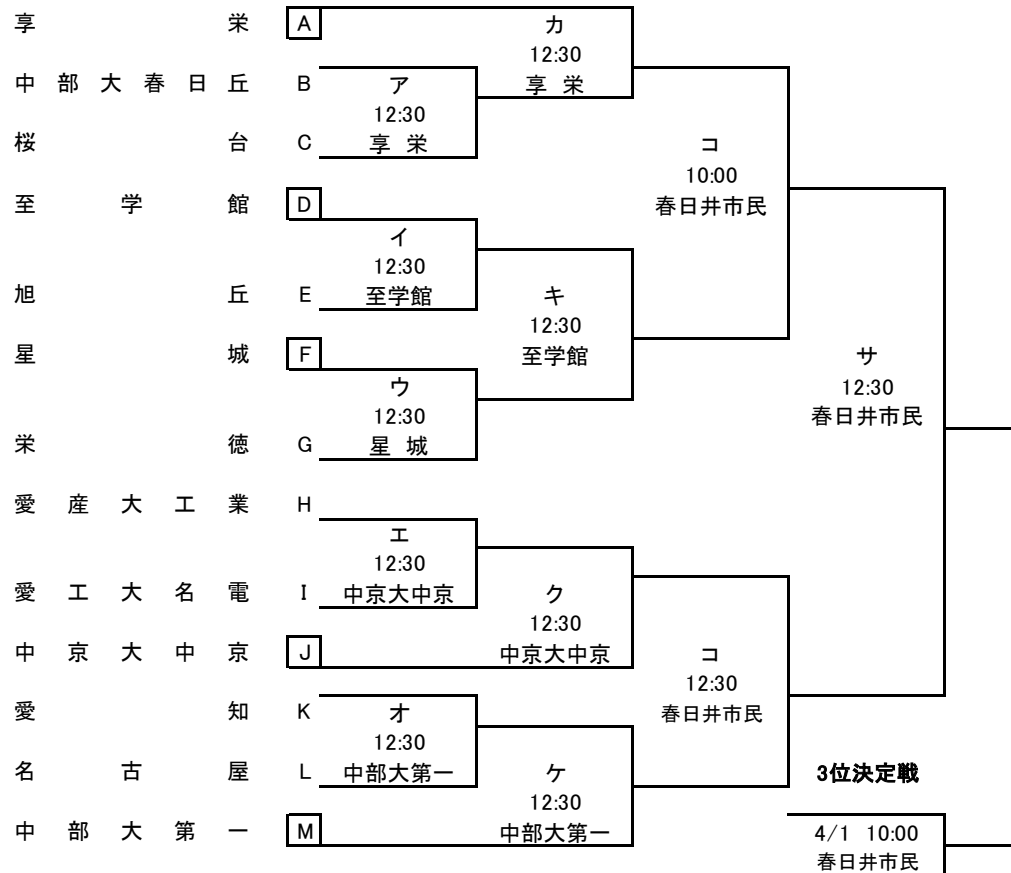 享栄 A
カ
12:30
享 栄
中部大春日丘 B
ア
12:30
享 栄
桜台 C
コ
10:00
春日井市民
至学館 D
イ
12:30
至学館
旭丘 E
キ
12:30
至学館
星城 F
ウ
12:30
星 城
栄徳 G
サ
12:30
春日井市民
愛産大工業 H
エ
12:30
中京大中京
愛工大名電 I
ク
12:30
中京大中京
中京大中京 J
コ
12:30
春日井市民
愛知 K
オ
12:30
中部大第一
名古屋 L
ケ
12:30
中部大第一
中部大第一 M
3位決定戦
4/1 10:00
春日井市民